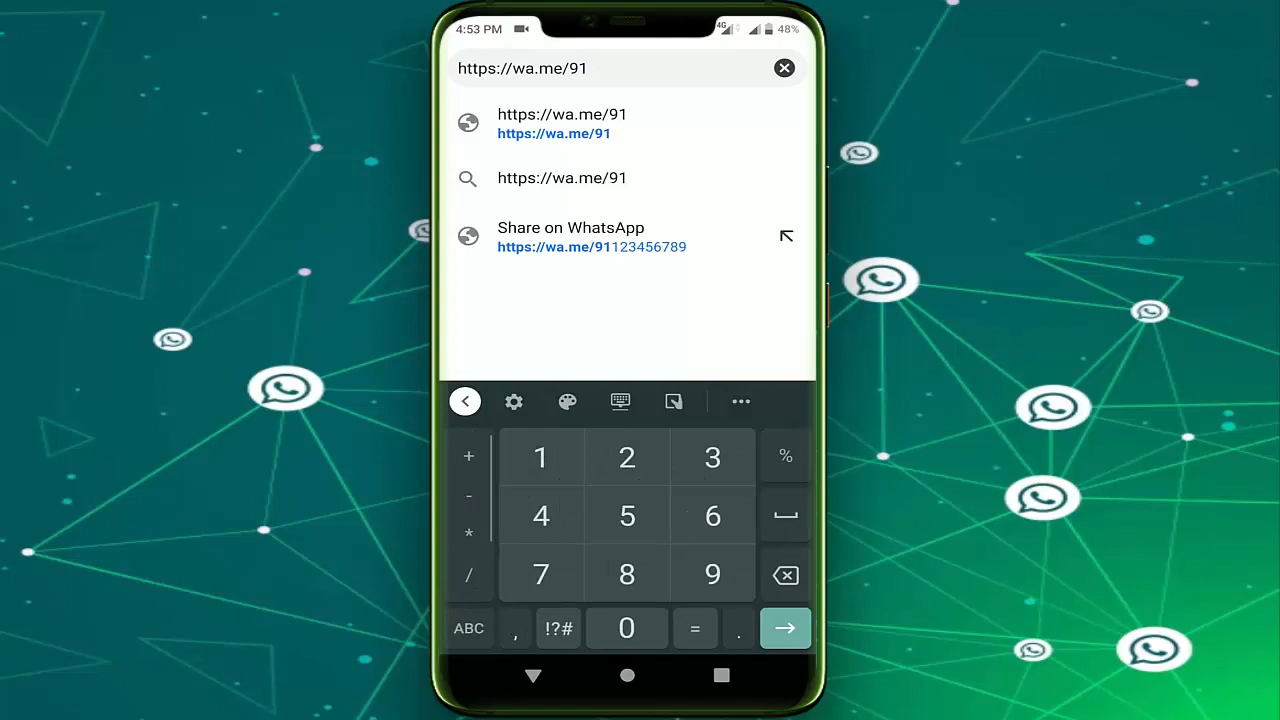 4:53 PM 4G 48%
https://wa.me/91
https://wa.me/91
https://wa.me/91
https://wa.me/91
Share on WhatsApp
https://wa.me/91123456789
+ 1 2 3 %
-
* 4 5 6
/ 7 8 9
ABC , !?# 0 = .